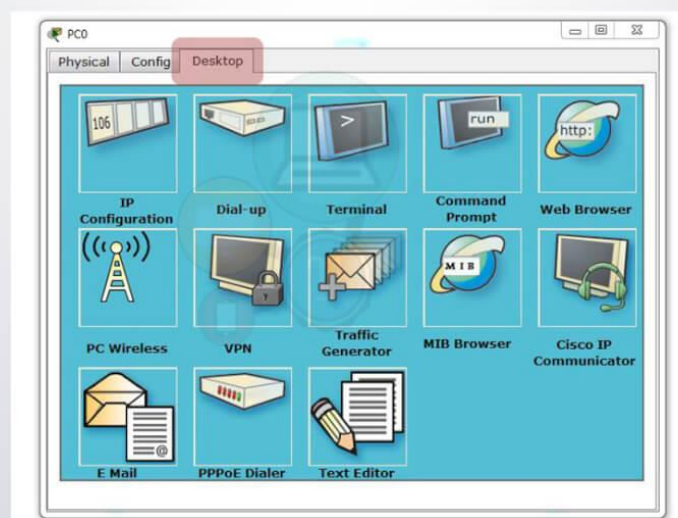 PC0
Physical Config Desktop
106
>
run
http:
IP
Configuration
Dial-up
Terminal
Command
Prompt
Web Browser
MIB
PC Wireless
VPN
Traffic
Generator
MIB Browser
Cisco IP
Communicator
@
E Mail
PPPoE Dialer
Text Editor